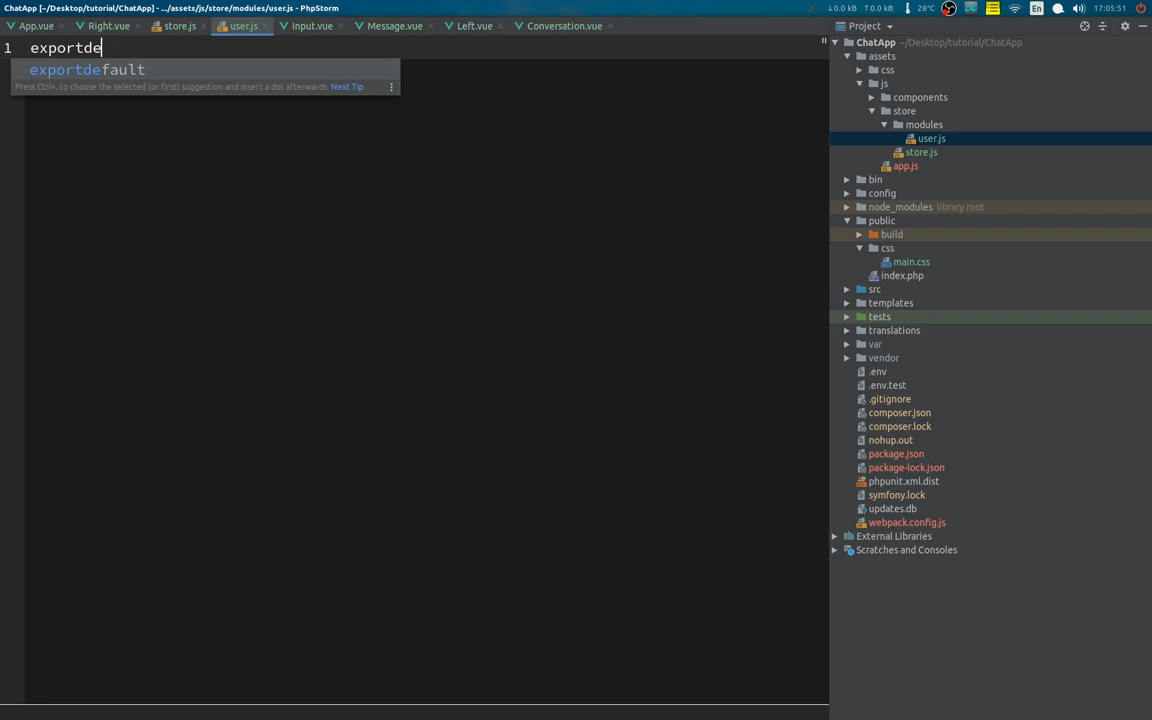 ChatApp [~/Desktop/tutorial/ChatApp] - .../assets/js/store/modules/user.js - PhpStorm
↓0.0 kB ↑0.0 kB 28°C En 17:05:51
App.vue × Right.vue × store.js × user.js × Input.vue × Message.vue × Left.vue × Conversation.vue ×
Project
1 exportde
exportdefault
Press Ctrl+. to choose the selected (or first) suggestion and insert a dot afterwards Next Tip
ChatApp ~/Desktop/tutorial/ChatApp
assets
css
js
components
store
modules
user.js
store.js
app.js
bin
config
node_modules library root
public
build
css
main.css
index.php
src
templates
tests
translations
var
vendor
.env
.env.test
.gitignore
composer.json
composer.lock
nohup.out
package.json
package-lock.json
phpunit.xml.dist
symfony.lock
updates.db
webpack.config.js
External Libraries
Scratches and Consoles